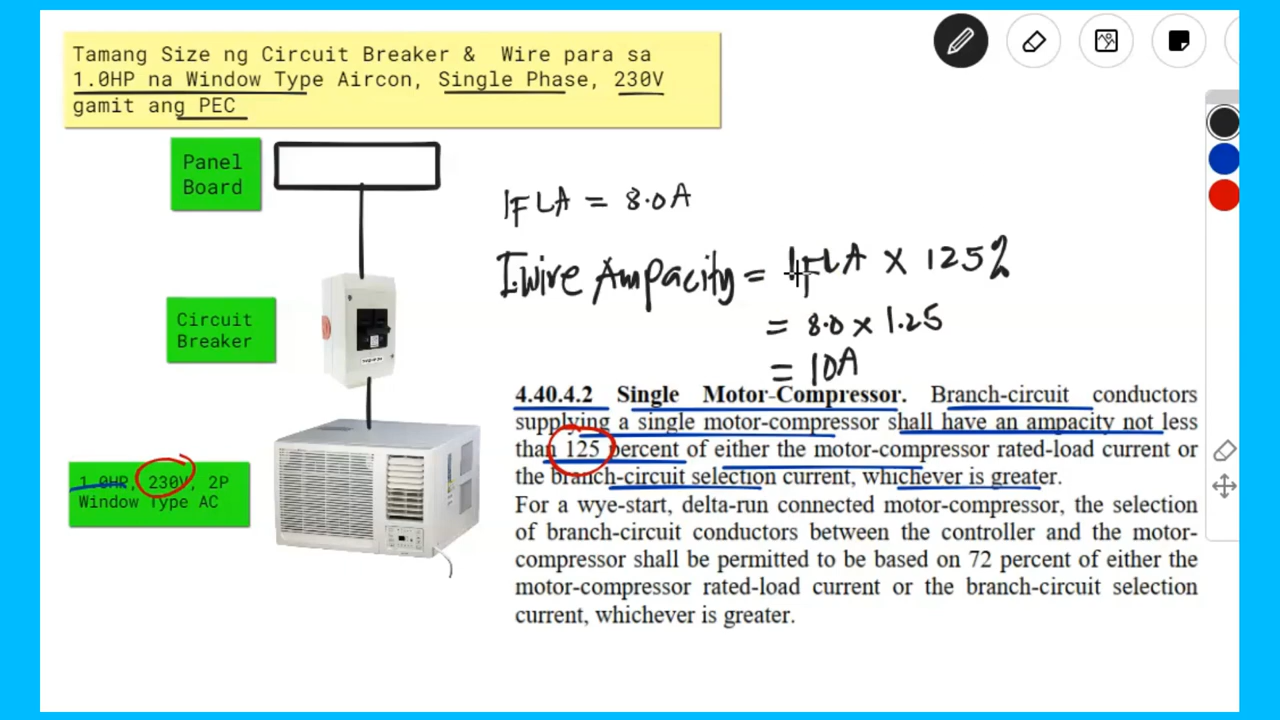 Tamang Size ng Circuit Breaker & Wire para sa
1.0HP na Window Type Aircon, Single Phase, 230V
gamit ang PEC
Panel
Board
Circuit
Breaker
1.0HP, 230V, 2P
Window Type AC
IFLA = 8.0A
I.wire Ampacity = IFLA x 125%
= 8.0 x 1.25
= 10A
4.40.4.2 Single Motor-Compressor. Branch-circuit conductors
supplying a single motor-compressor shall have an ampacity not less
than 125 percent of either the motor-compressor rated-load current or
the branch-circuit selection current, whichever is greater.
For a wye-start, delta-run connected motor-compressor, the selection
of branch-circuit conductors between the controller and the motor-
compressor shall be permitted to be based on 72 percent of either the
motor-compressor rated-load current or the branch-circuit selection
current, whichever is greater.